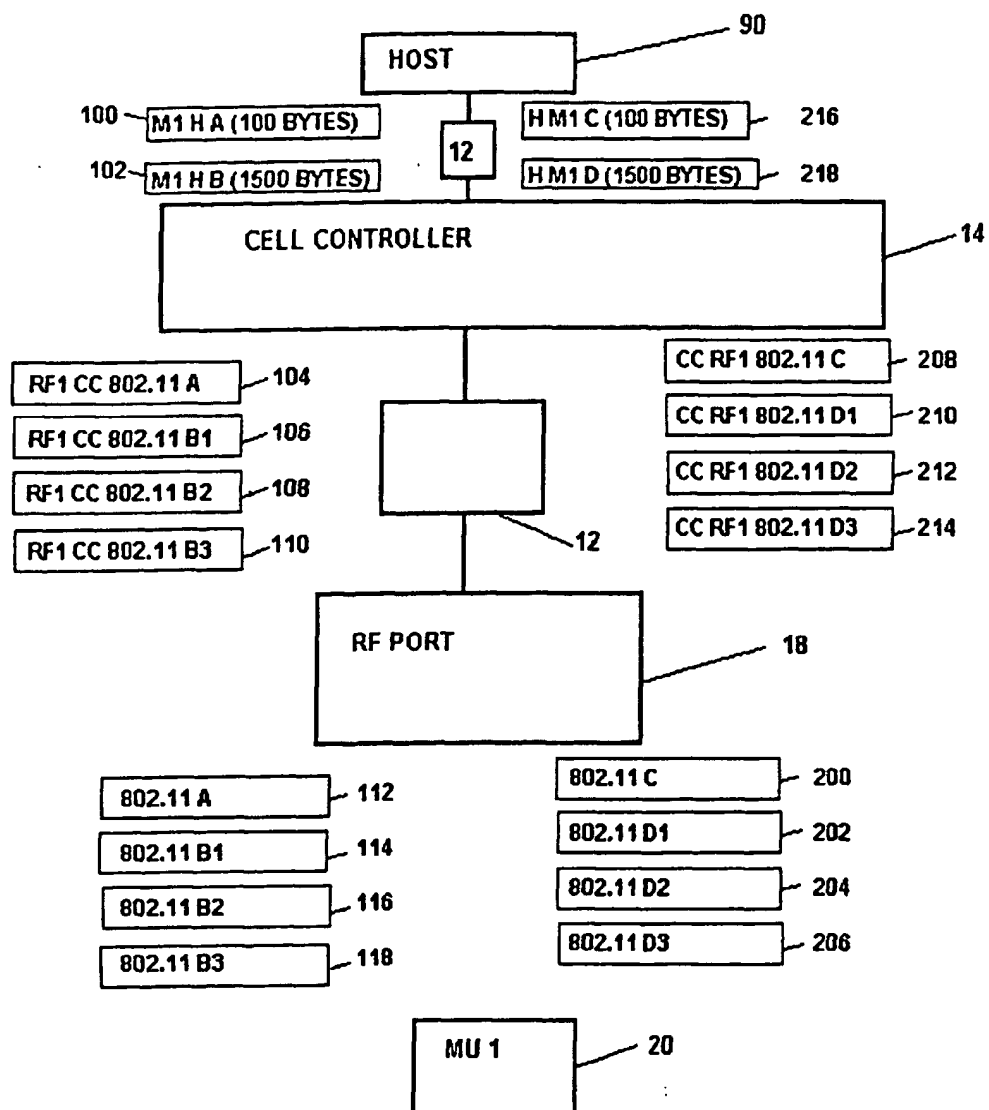 90
HOST
100 M1 H A (100 BYTES) H M1 C (100 BYTES) 216
12
102 M1 H B (1500 BYTES) H M1 D (1500 BYTES) 218
CELL CONTROLLER 14
RF1 CC 802.11 A 104 CC RF1 802.11 C 208
RF1 CC 802.11 B1 106 CC RF1 802.11 D1 210
RF1 CC 802.11 B2 108 CC RF1 802.11 D2 212
RF1 CC 802.11 B3 110 CC RF1 802.11 D3 214
12
RF PORT 18
802.11 A 112 802.11 C 200
802.11 B1 114 802.11 D1 202
802.11 B2 116 802.11 D2 204
802.11 B3 118 802.11 D3 206
MU 1 20